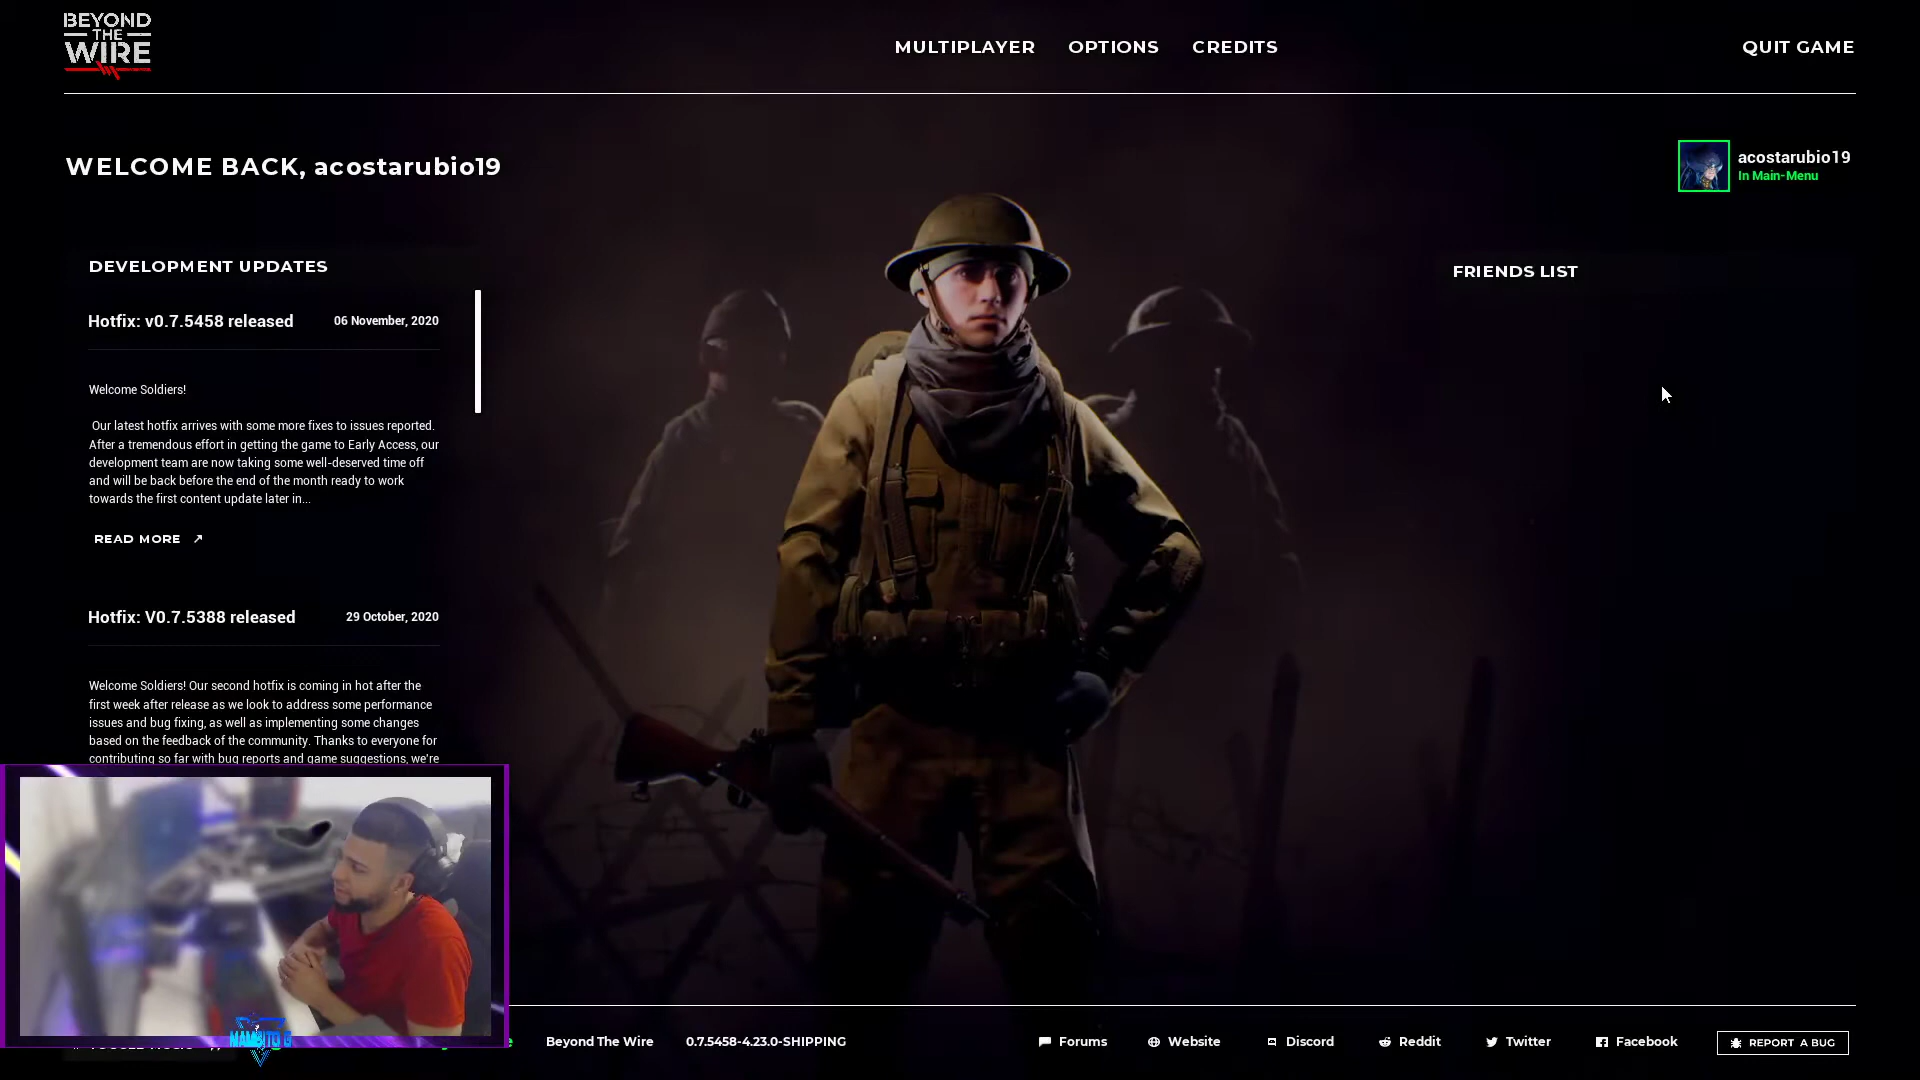 BEYOND
THE
WIRE
MULTIPLAYER
OPTIONS
CREDITS
QUIT GAME
WELCOME BACK, acostarubio19
acostarubio19
In Main-Menu
DEVELOPMENT UPDATES
FRIENDS LIST
Hotfix: v0.7.5458 released
06 November, 2020
Welcome Soldiers!
Our latest hotfix arrives with some more fixes to issues reported.
After a tremendous effort in getting the game to Early Access, our
development team are now taking some well-deserved time off
and will be back before the end of the month ready to work
towards the first content update later in...
READ MORE
Hotfix: V0.7.5388 released
29 October, 2020
Welcome Soldiers! Our second hotfix is coming in hot after the
first week after release as we look to address some performance
issues and bug fixing, as well as implementing some changes
based on the feedback of the community. Thanks to everyone for
contributing so far with bug reports and game suggestions, we're
Beyond The Wire
0.7.5458-4.23.0-SHIPPING
Forums
Website
Discord
Reddit
Twitter
Facebook
REPORT A BUG